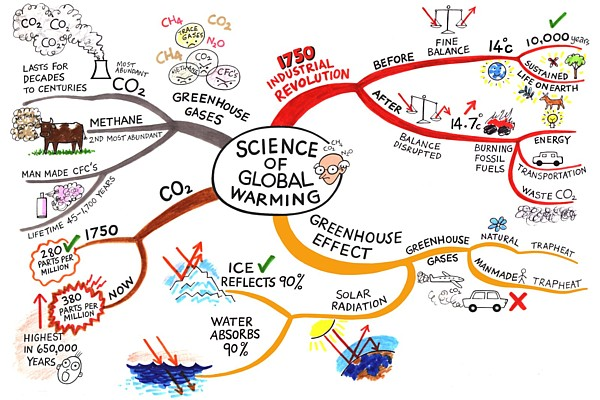 SCIENCE
OF
GLOBAL
WARMING
CH4
CO2
N2O
1750
INDUSTRIAL
REVOLUTION
BEFORE
FINE
BALANCE
14°C
10,000 years
SUSTAINED
LIFE ON EARTH
AFTER
BALANCE
DISRUPTED
14.7°C
BURNING
FOSSIL
FUELS
ENERGY
TRANSPORTATION
WASTE CO2
GREENHOUSE
EFFECT
GREENHOUSE
GASES
NATURAL
TRAPHEAT
MANMADE
TRAPHEAT
CO2
SOLAR
RADIATION
ICE
REFLECTS 90%
WATER
ABSORBS
90%
CO2
1750
280
PARTS PER
MILLION
NOW
380
PARTS PER
MILLION
HIGHEST
IN 650,000
YEARS
GREENHOUSE
GASES
CH4
CO2
N2O
CH4
TRACE
GASES
CO2
METHANE
CFC's
CO2
MOST
ABUNDANT
LASTS FOR
DECADES
TO CENTURIES
CO2
CO2
CO2
CO2
METHANE
2ND MOST ABUNDANT
MAN MADE CFC'S
LIFETIME 45-1,700 YEARS